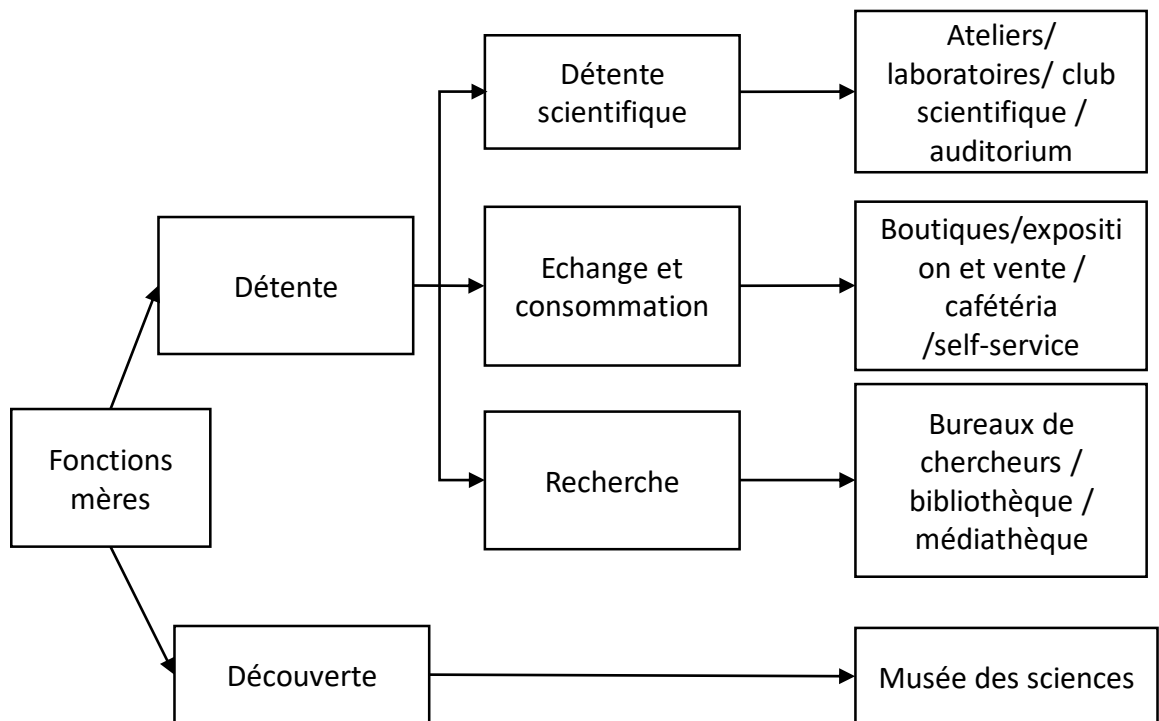 Détente
scientifique
Ateliers/
laboratoires/ club
scientifique /
auditorium
Détente
Echange et
consommation
Boutiques/expositi
on et vente /
cafétéria
/self-service
Fonctions
mères
Recherche
Bureaux de
chercheurs /
bibliothèque /
médiathèque
Découverte
Musée des sciences